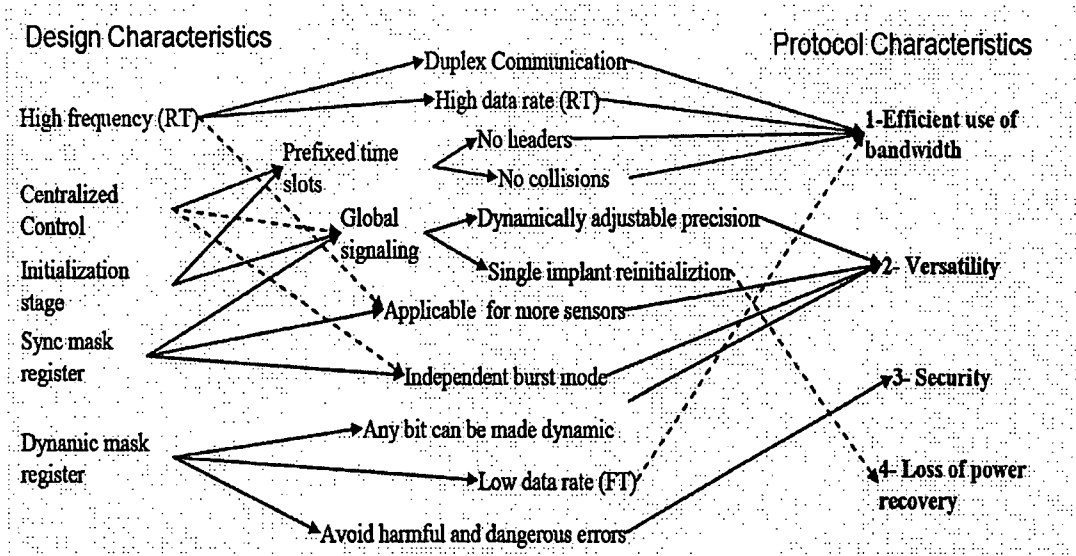 Design Characteristics
Protocol Characteristics
Duplex Communication
High data rate (RT)
High frequency (RT)
1-Efficient use of
bandwidth
No headers
Prefixed time
slots
No collisions
Centralized
Control
Global
signaling
Dynamically adjustable precision
Single implant reinitializtion
2- Versatility
Initialization
stage
Applicable for more sensors
Sync mask
register
Independent burst mode
3- Security
Any bit can be made dynamic
Dynamic mask
register
Low data rate (FT)
4- Loss of power
recovery
Avoid harmful and dangerous errors